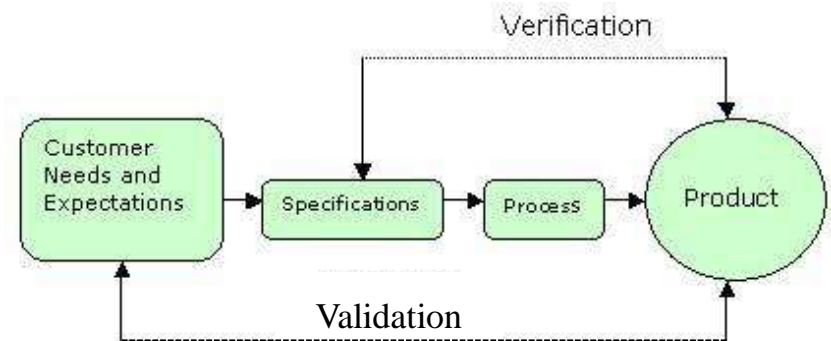 Verification
Customer
Needs and
Expectations
Specifications
Process
Product
Validation